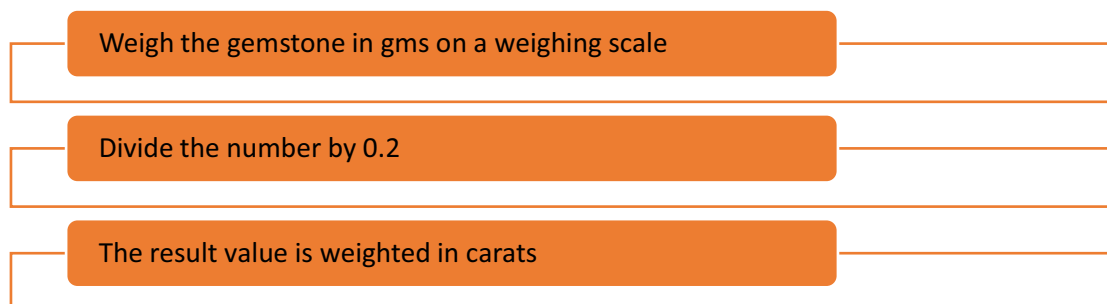 Weigh the gemstone in gms on a weighing scale
Divide the number by 0.2
The result value is weighted in carats